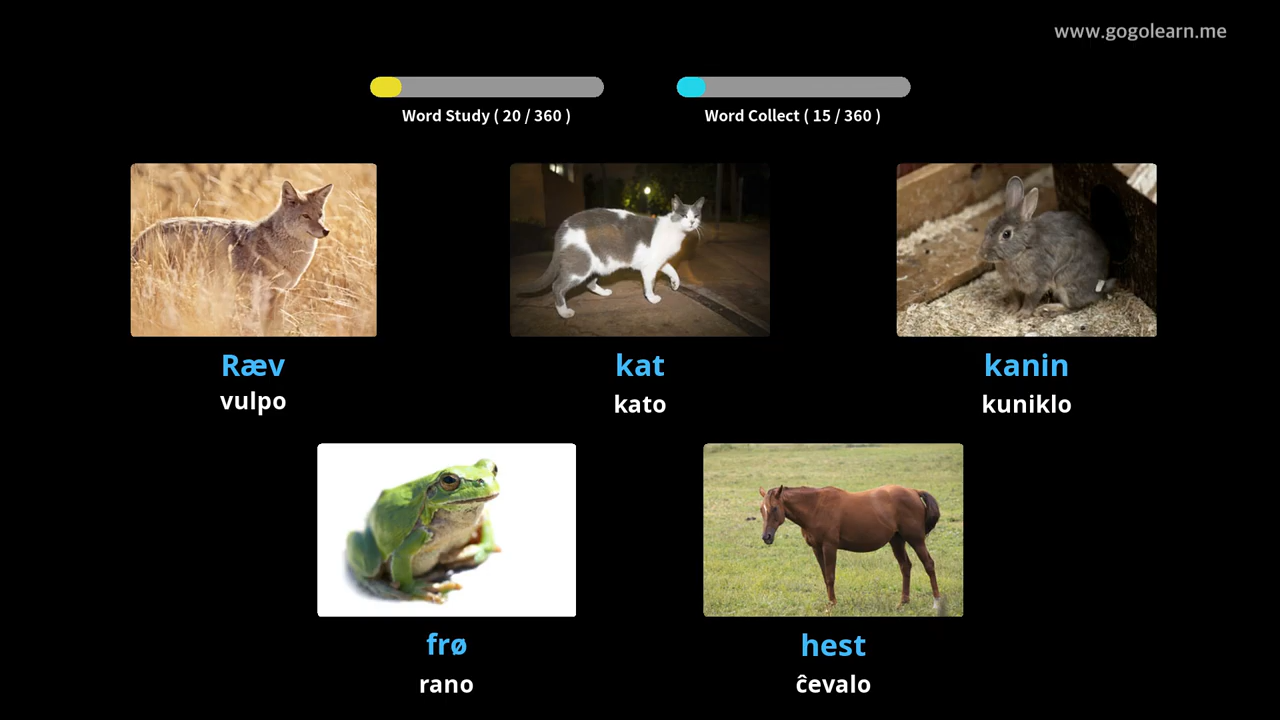 www.gogolearn.me
Word Study ( 20 / 360 )
Word Collect ( 15 / 360 )
Ræv
vulpo
kat
kato
kanin
kuniklo
frø
rano
hest
ĉevalo